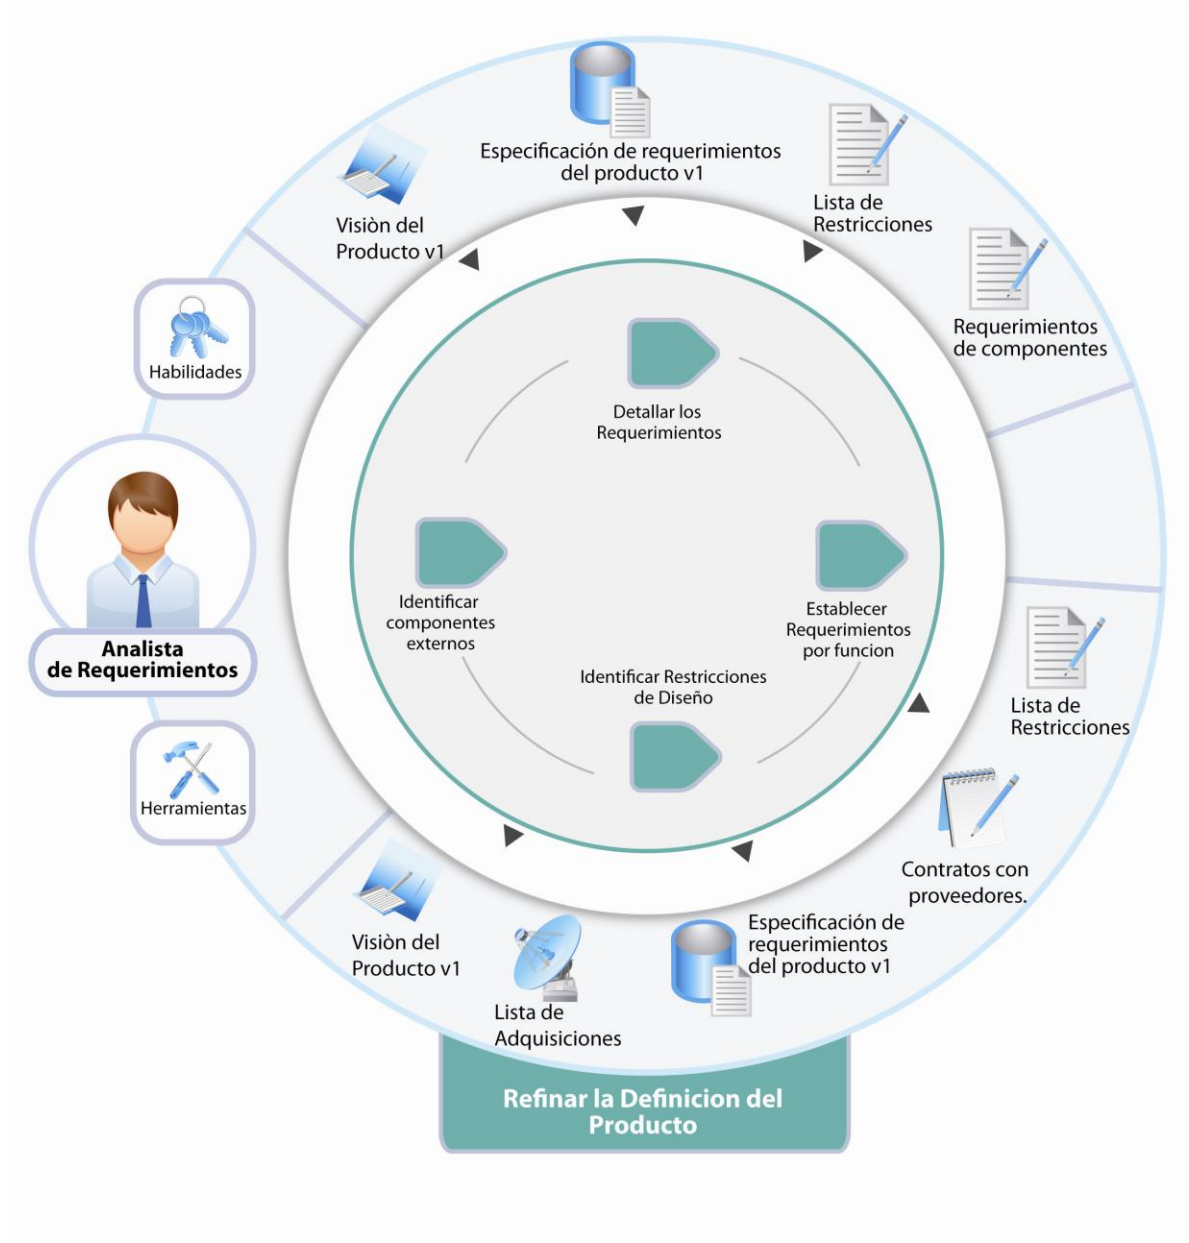 Especificación de requerimientos
del producto v1
Lista de
Restricciones
Visiòn del
Producto v1
Requerimientos
de componentes
Habilidades
Detallar los
Requerimientos
Analista
de Requerimientos
Identificar
componentes
externos
Establecer
Requerimientos
por funcion
Identificar Restricciones
de Diseño
Lista de
Restricciones
Herramientas
Contratos con
proveedores.
Visiòn del
Producto v1
Lista de
Adquisiciones
Especificación de
requerimientos
del producto v1
Refinar la Definicion del
Producto